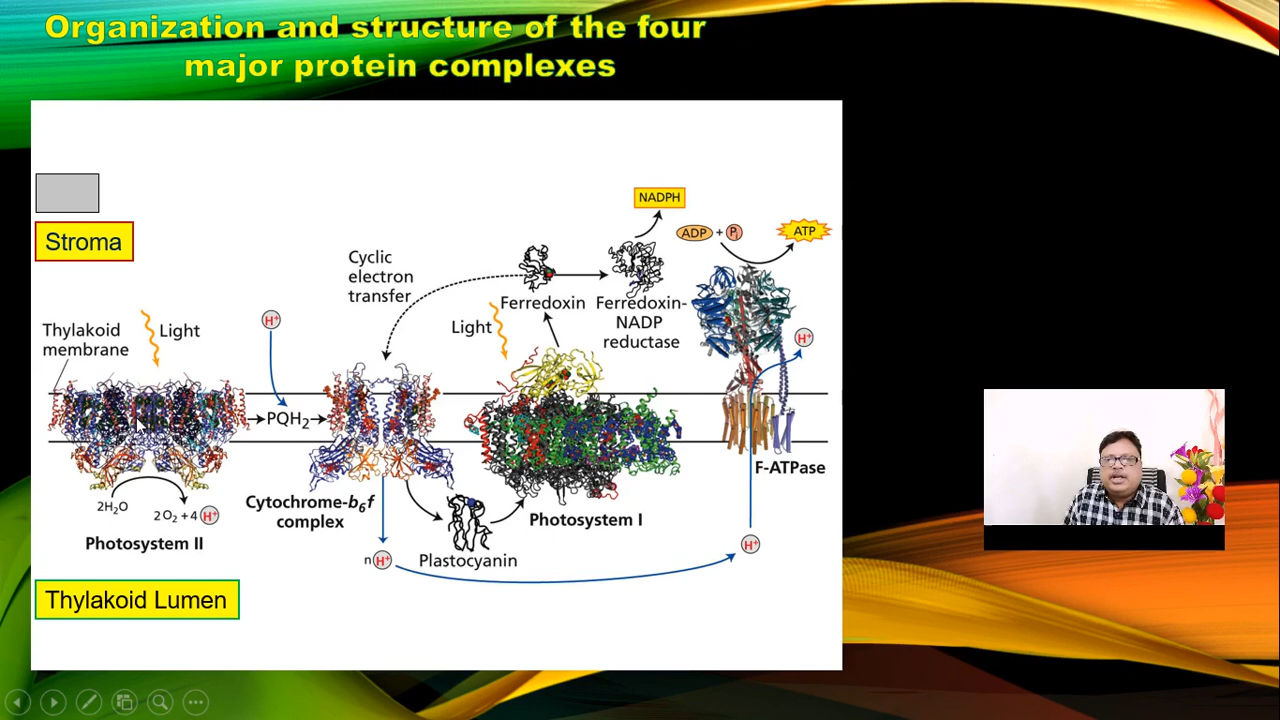 Organization and structure of the four
major protein complexes
NADPH
Stroma
ADP + Pi
ATP
Cyclic
electron
transfer
Ferredoxin
Ferredoxin-
NADP
reductase
Light
H+
Thylakoid
membrane
Light
H+
PQH2
F-ATPase
2H2O
2O2 + 4 H+
Cytochrome-b6f
complex
Photosystem I
Photosystem II
n H+
Plastocyanin
H+
Thylakoid Lumen